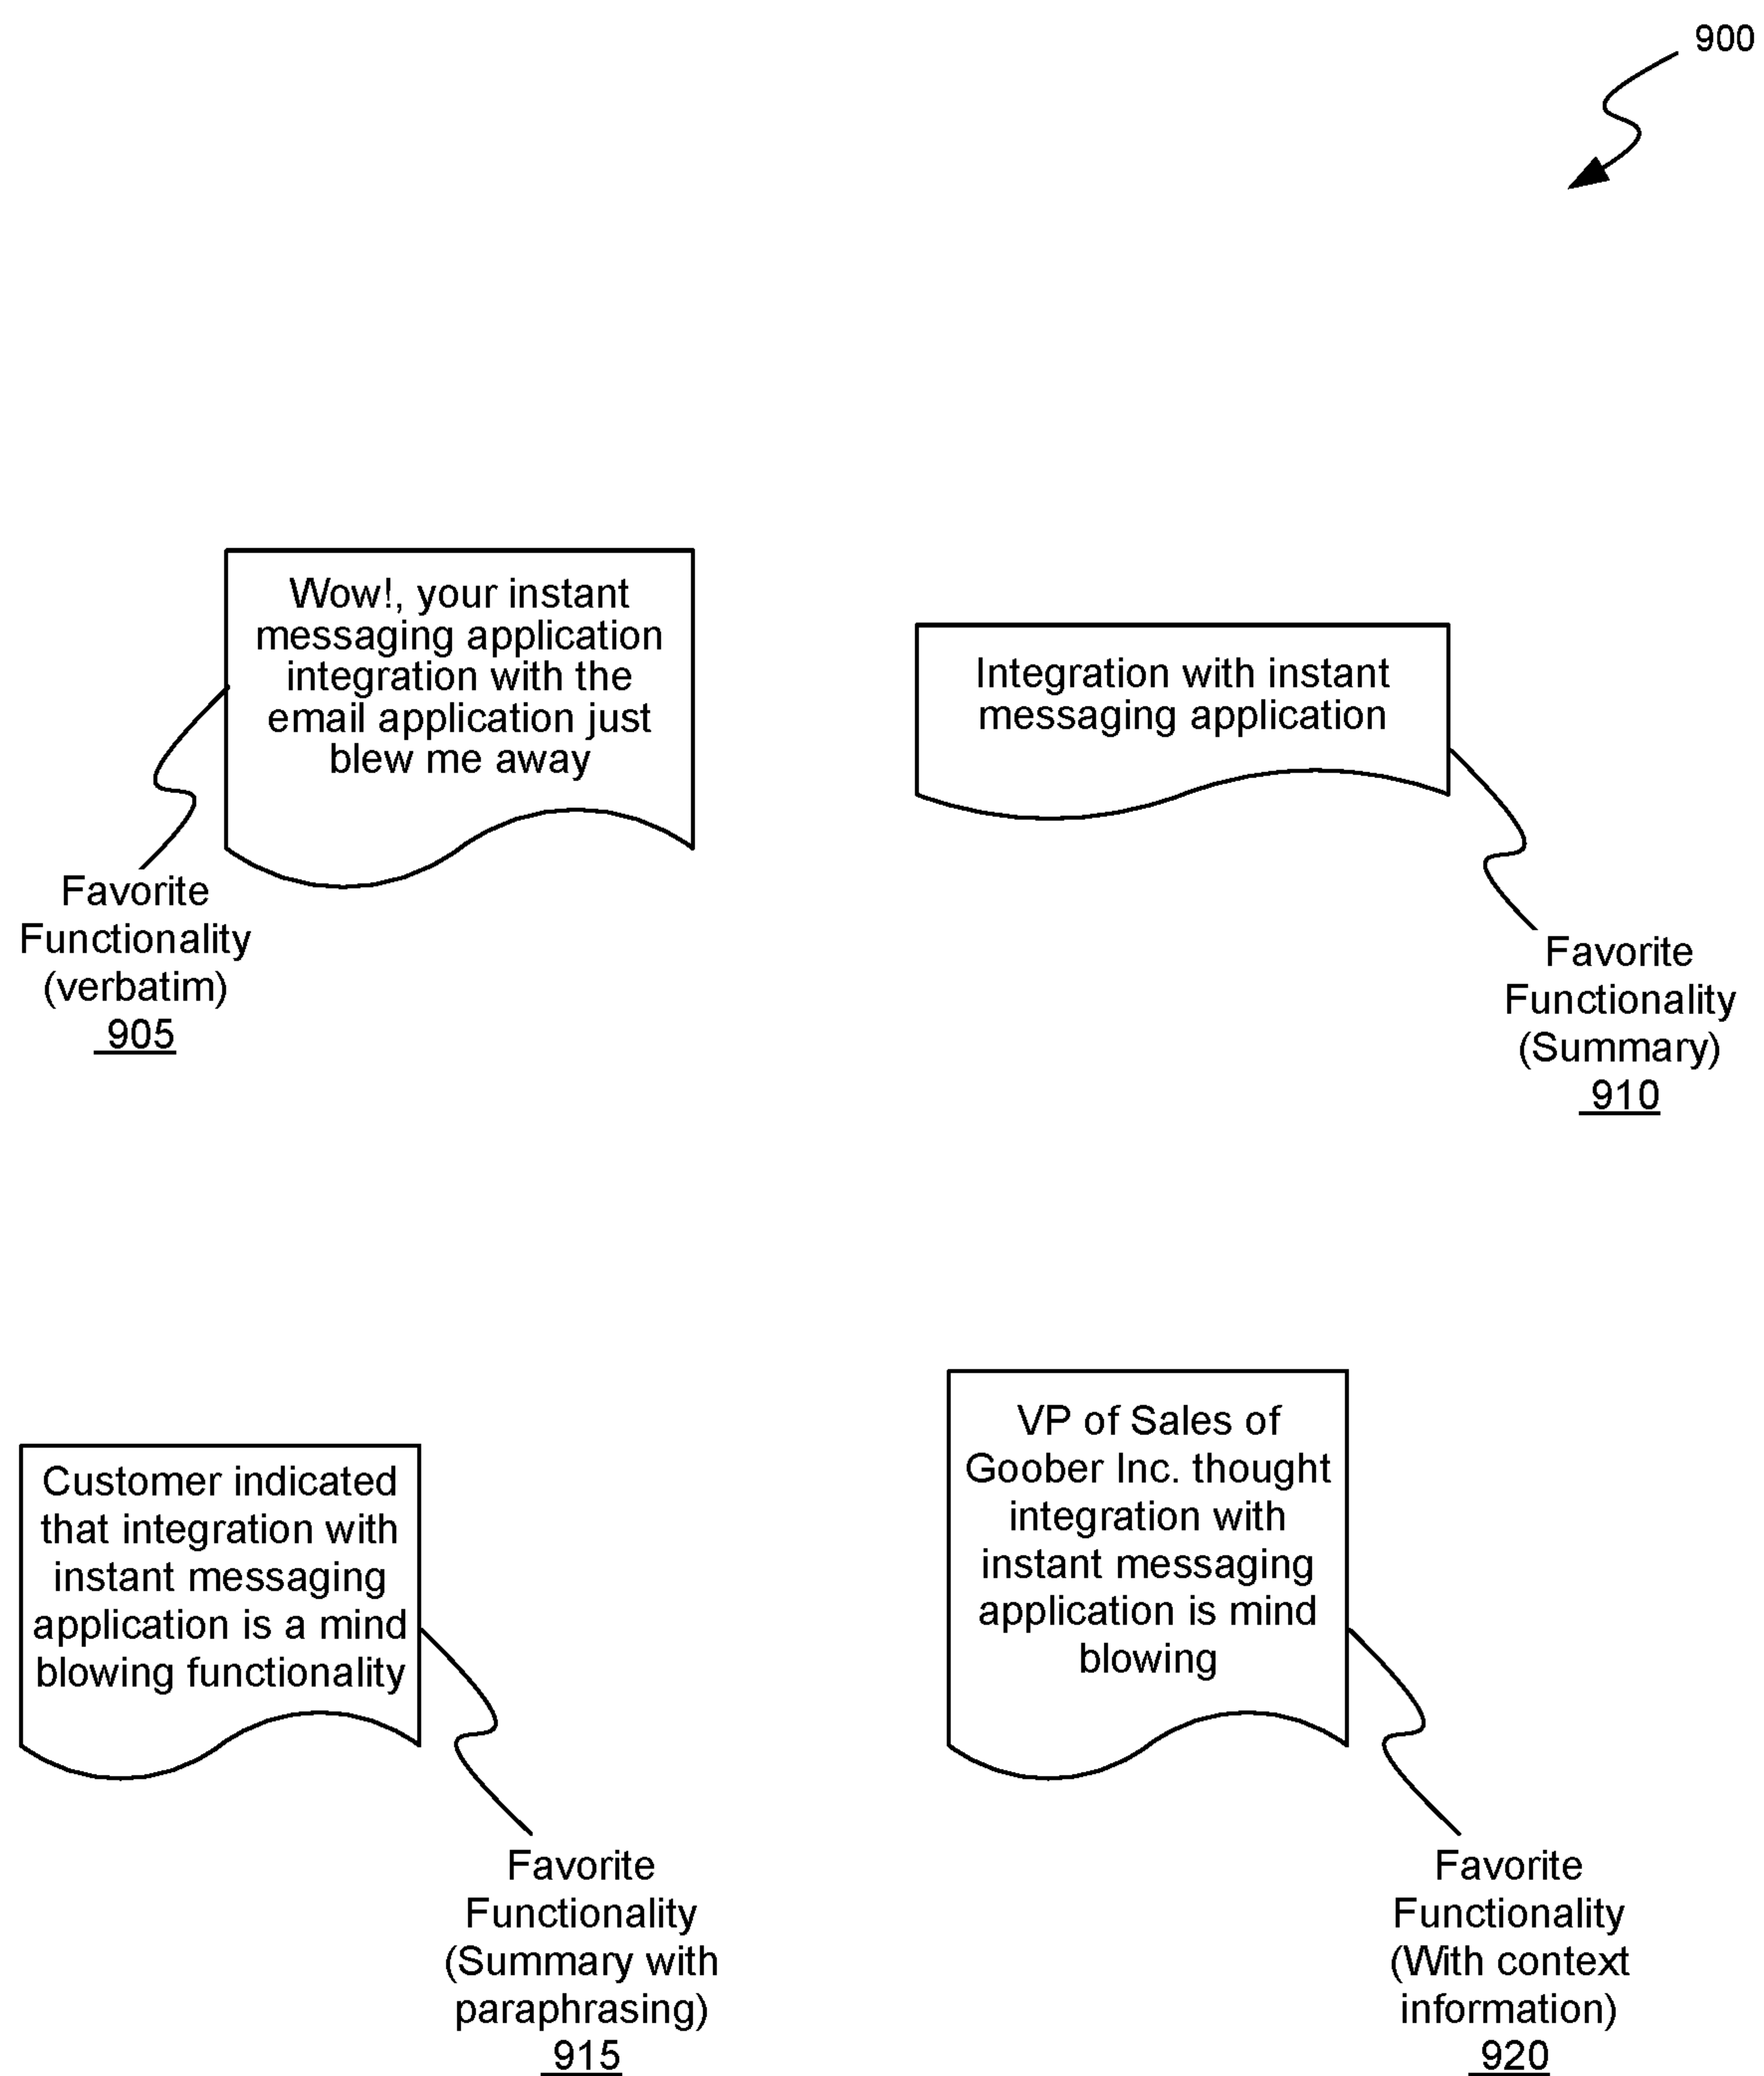 900
Wow!, your instant
messaging application
integration with the
email application just
blew me away
Favorite
Functionality
(verbatim)
905
Integration with instant
messaging application
Favorite
Functionality
(Summary)
910
Customer indicated
that integration with
instant messaging
application is a mind
blowing functionality
Favorite
Functionality
(Summary with
paraphrasing)
915
VP of Sales of
Goober Inc. thought
integration with
instant messaging
application is mind
blowing
Favorite
Functionality
(With context
information)
920